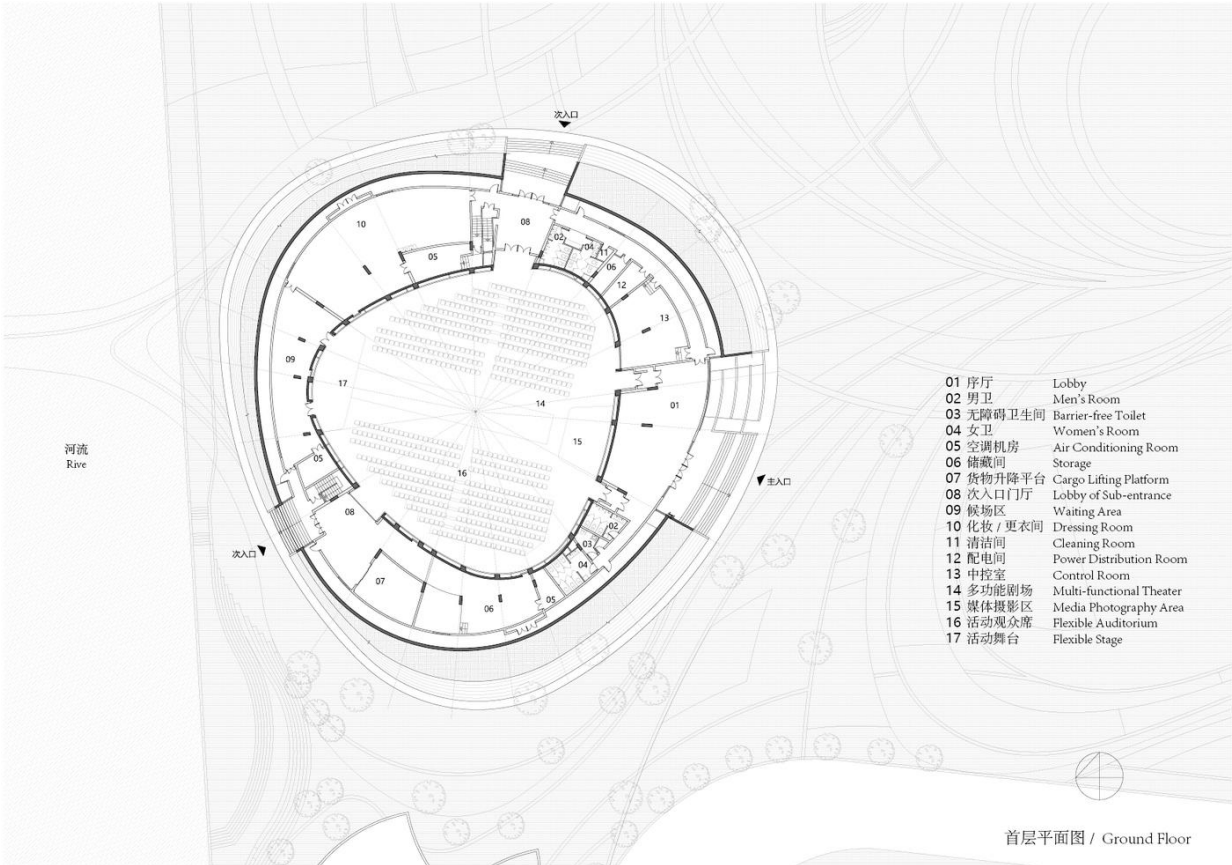 次入口
10
08
02
04
11
05
06
12
13
09
17
14
01
15
16
05
主入口
08
02
03
04
次入口
07
06
05
河流
Rive
01 序厅 Lobby
02 男卫 Men's Room
03 无障碍卫生间 Barrier-free Toilet
04 女卫 Women's Room
05 空调机房 Air Conditioning Room
06 储藏间 Storage
07 货物升降平台 Cargo Lifting Platform
08 次入口门厅 Lobby of Sub-entrance
09 候场区 Waiting Area
10 化妆 / 更衣间 Dressing Room
11 清洁间 Cleaning Room
12 配电间 Power Distribution Room
13 中控室 Control Room
14 多功能剧场 Multi-functional Theater
15 媒体摄影区 Media Photography Area
16 活动观众席 Flexible Auditorium
17 活动舞台 Flexible Stage
首层平面图 / Ground Floor